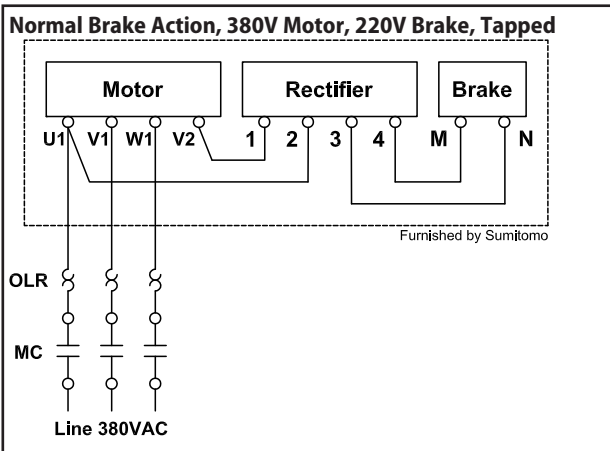 Normal Brake Action, 380V Motor, 220V Brake, Tapped
Motor Rectifier Brake
U1 V1 W1 V2 1 2 3 4 M N
Furnished by Sumitomo
OLR
MC
Line 380VAC